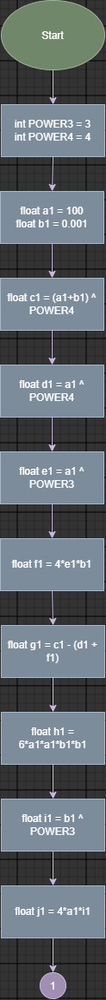 Start
int POWER3 = 3
int POWER4 = 4
float a1 = 100
float b1 = 0.001
float c1 = (a1+b1) ^
POWER4
float d1 = a1 ^
POWER4
float e1 = a1 ^
POWER3
float f1 = 4*e1*b1
float g1 = c1 - (d1 +
f1)
float h1 =
6*a1*a1*b1*b1
float i1 = b1 ^
POWER3
float j1 = 4*a1*i1
1